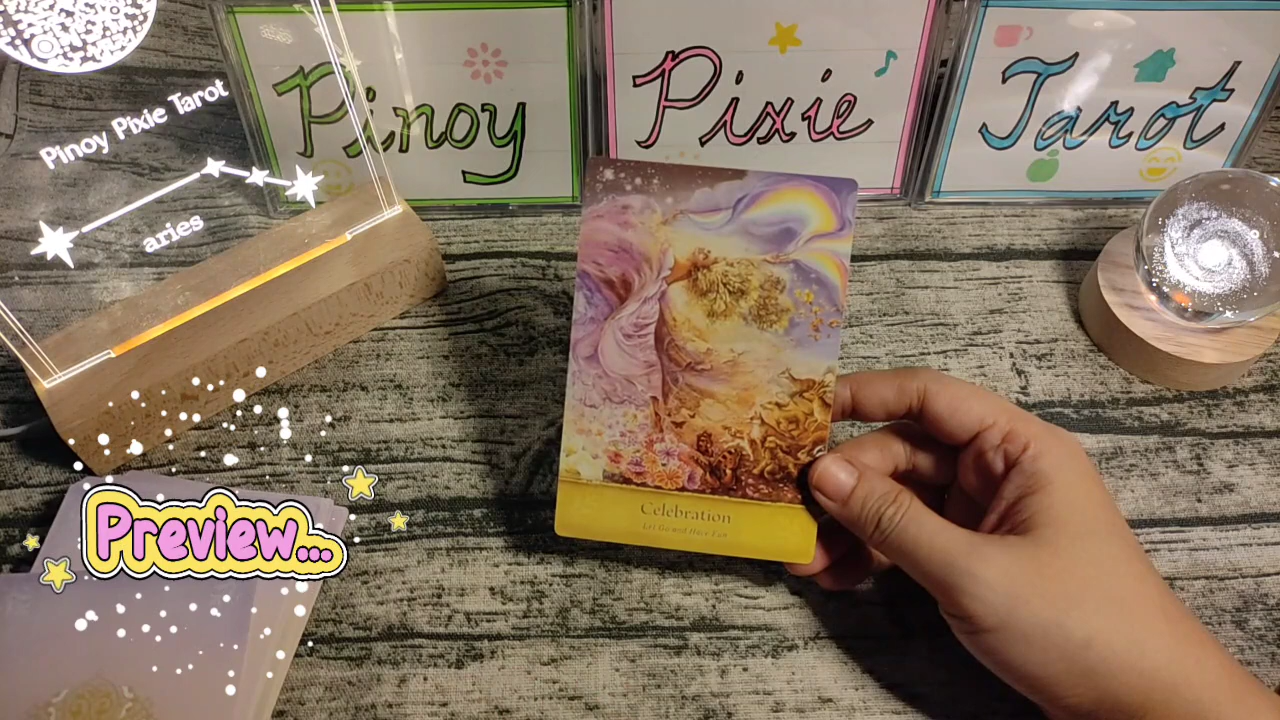 Pinoy Pixie Tarot
Pinoy Pixie Tarot
aries
Celebration
Let Go and Have Fun
Preview...